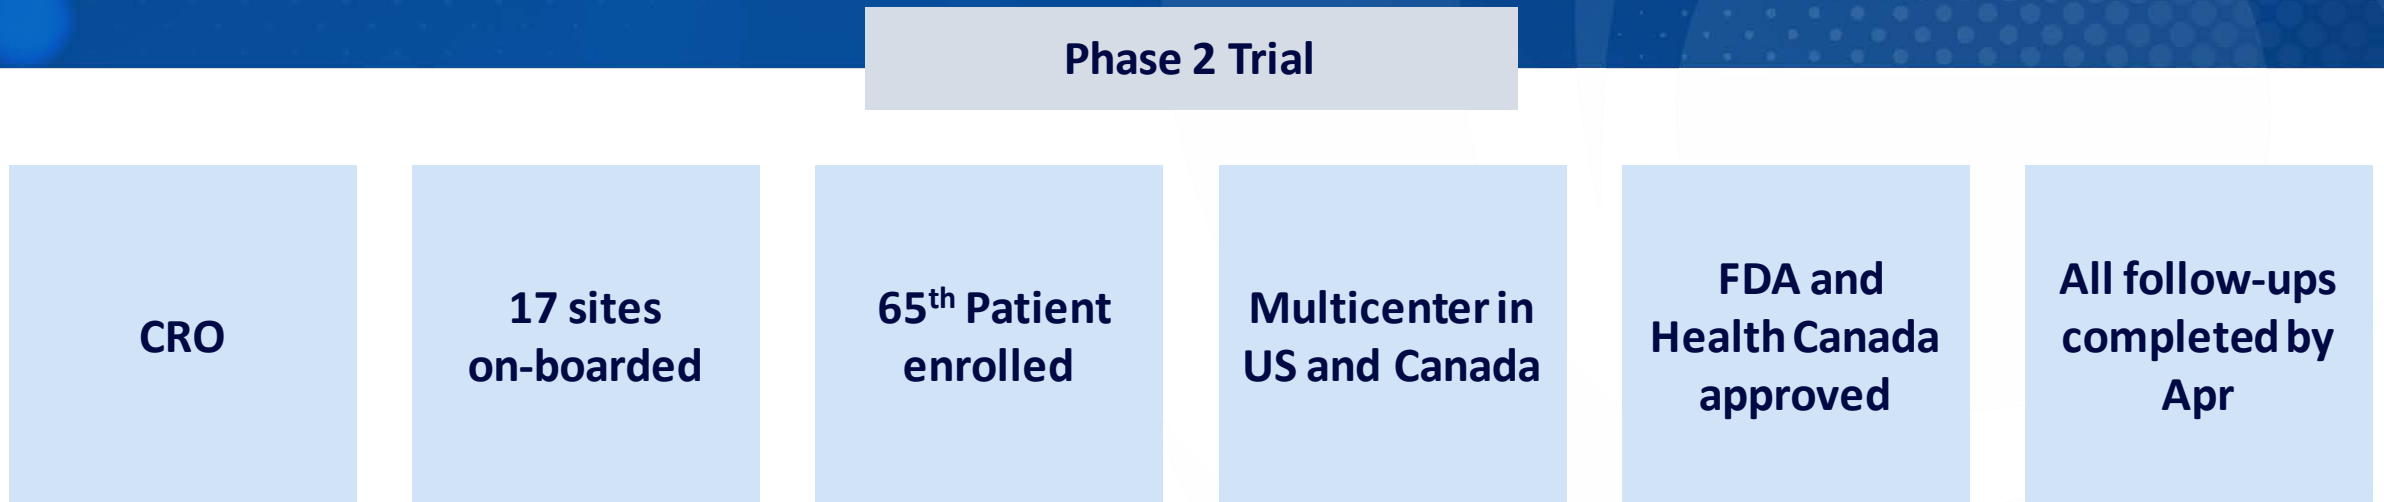 Phase 2 Trial
CRO
17 sites
on-boarded
65th Patient
enrolled
Multicenter in
US and Canada
FDA and
Health Canada
approved
All follow-ups
completed by
Apr